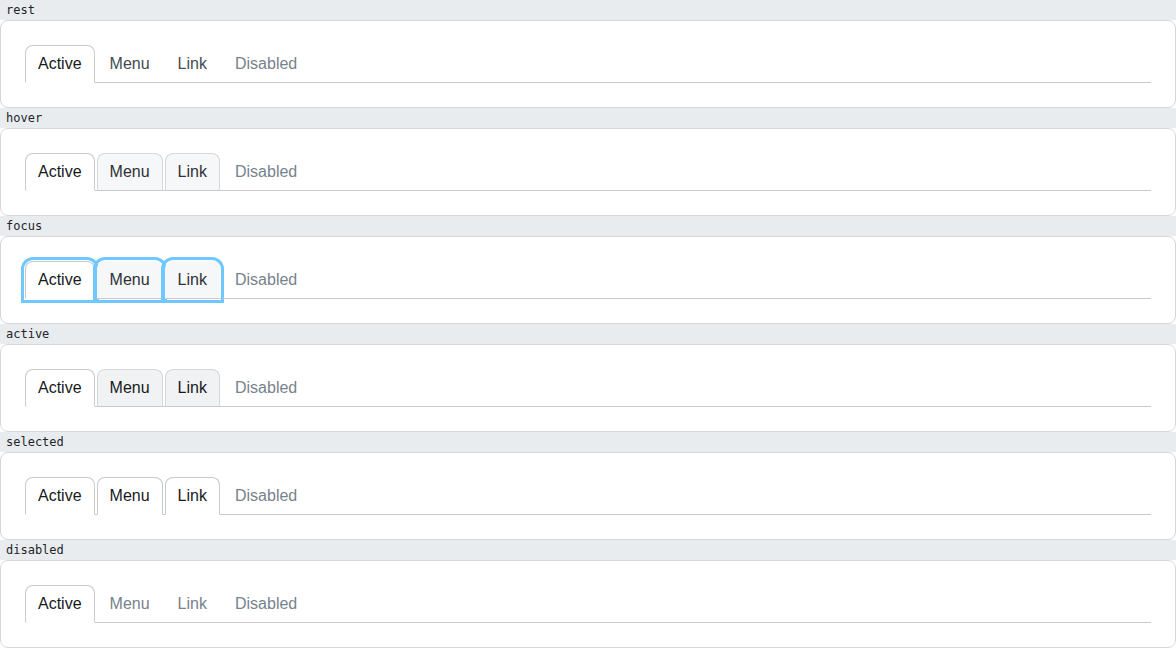 rest
Active Menu Link Disabled
hover
Active Menu Link Disabled
focus
Active Menu Link Disabled
active
Active Menu Link Disabled
selected
Active Menu Link Disabled
disabled
Active Menu Link Disabled